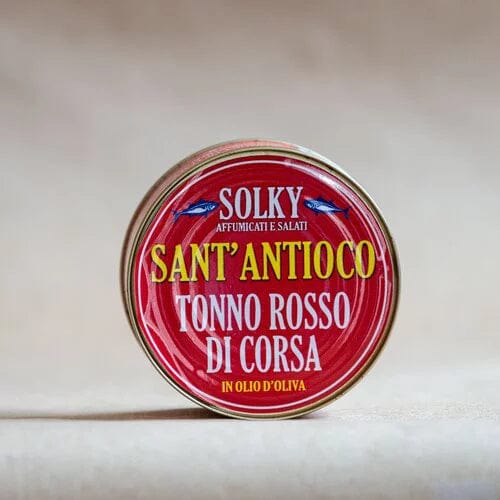 SOLKY
AFFUMICATI E SALATI
SANT'ANTIOCO
TONNO ROSSO
DI CORSA
IN OLIO D'OLIVA